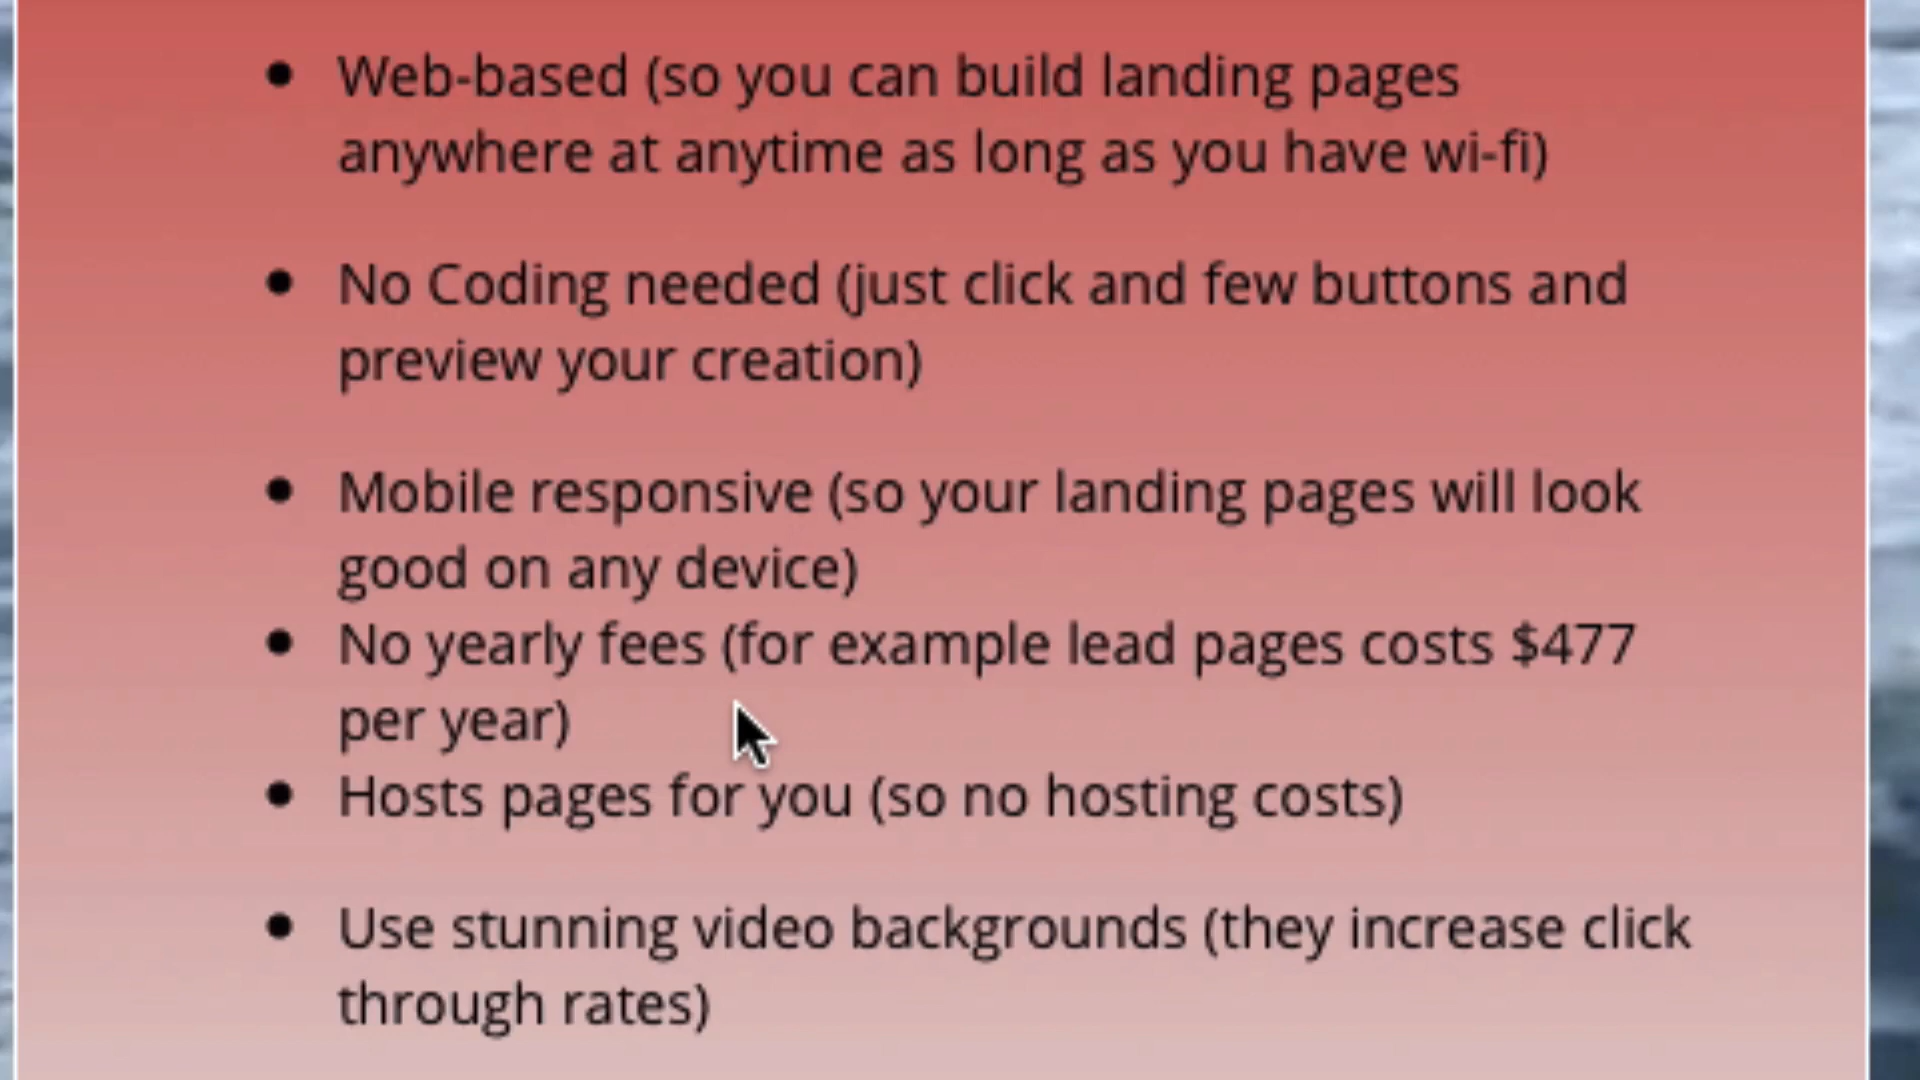 • Web-based (so you can build landing pages
anywhere at anytime as long as you have wi-fi)
• No Coding needed (just click and few buttons and
preview your creation)
• Mobile responsive (so your landing pages will look
good on any device)
• No yearly fees (for example lead pages costs $477
per year)
• Hosts pages for you (so no hosting costs)
• Use stunning video backgrounds (they increase click
through rates)